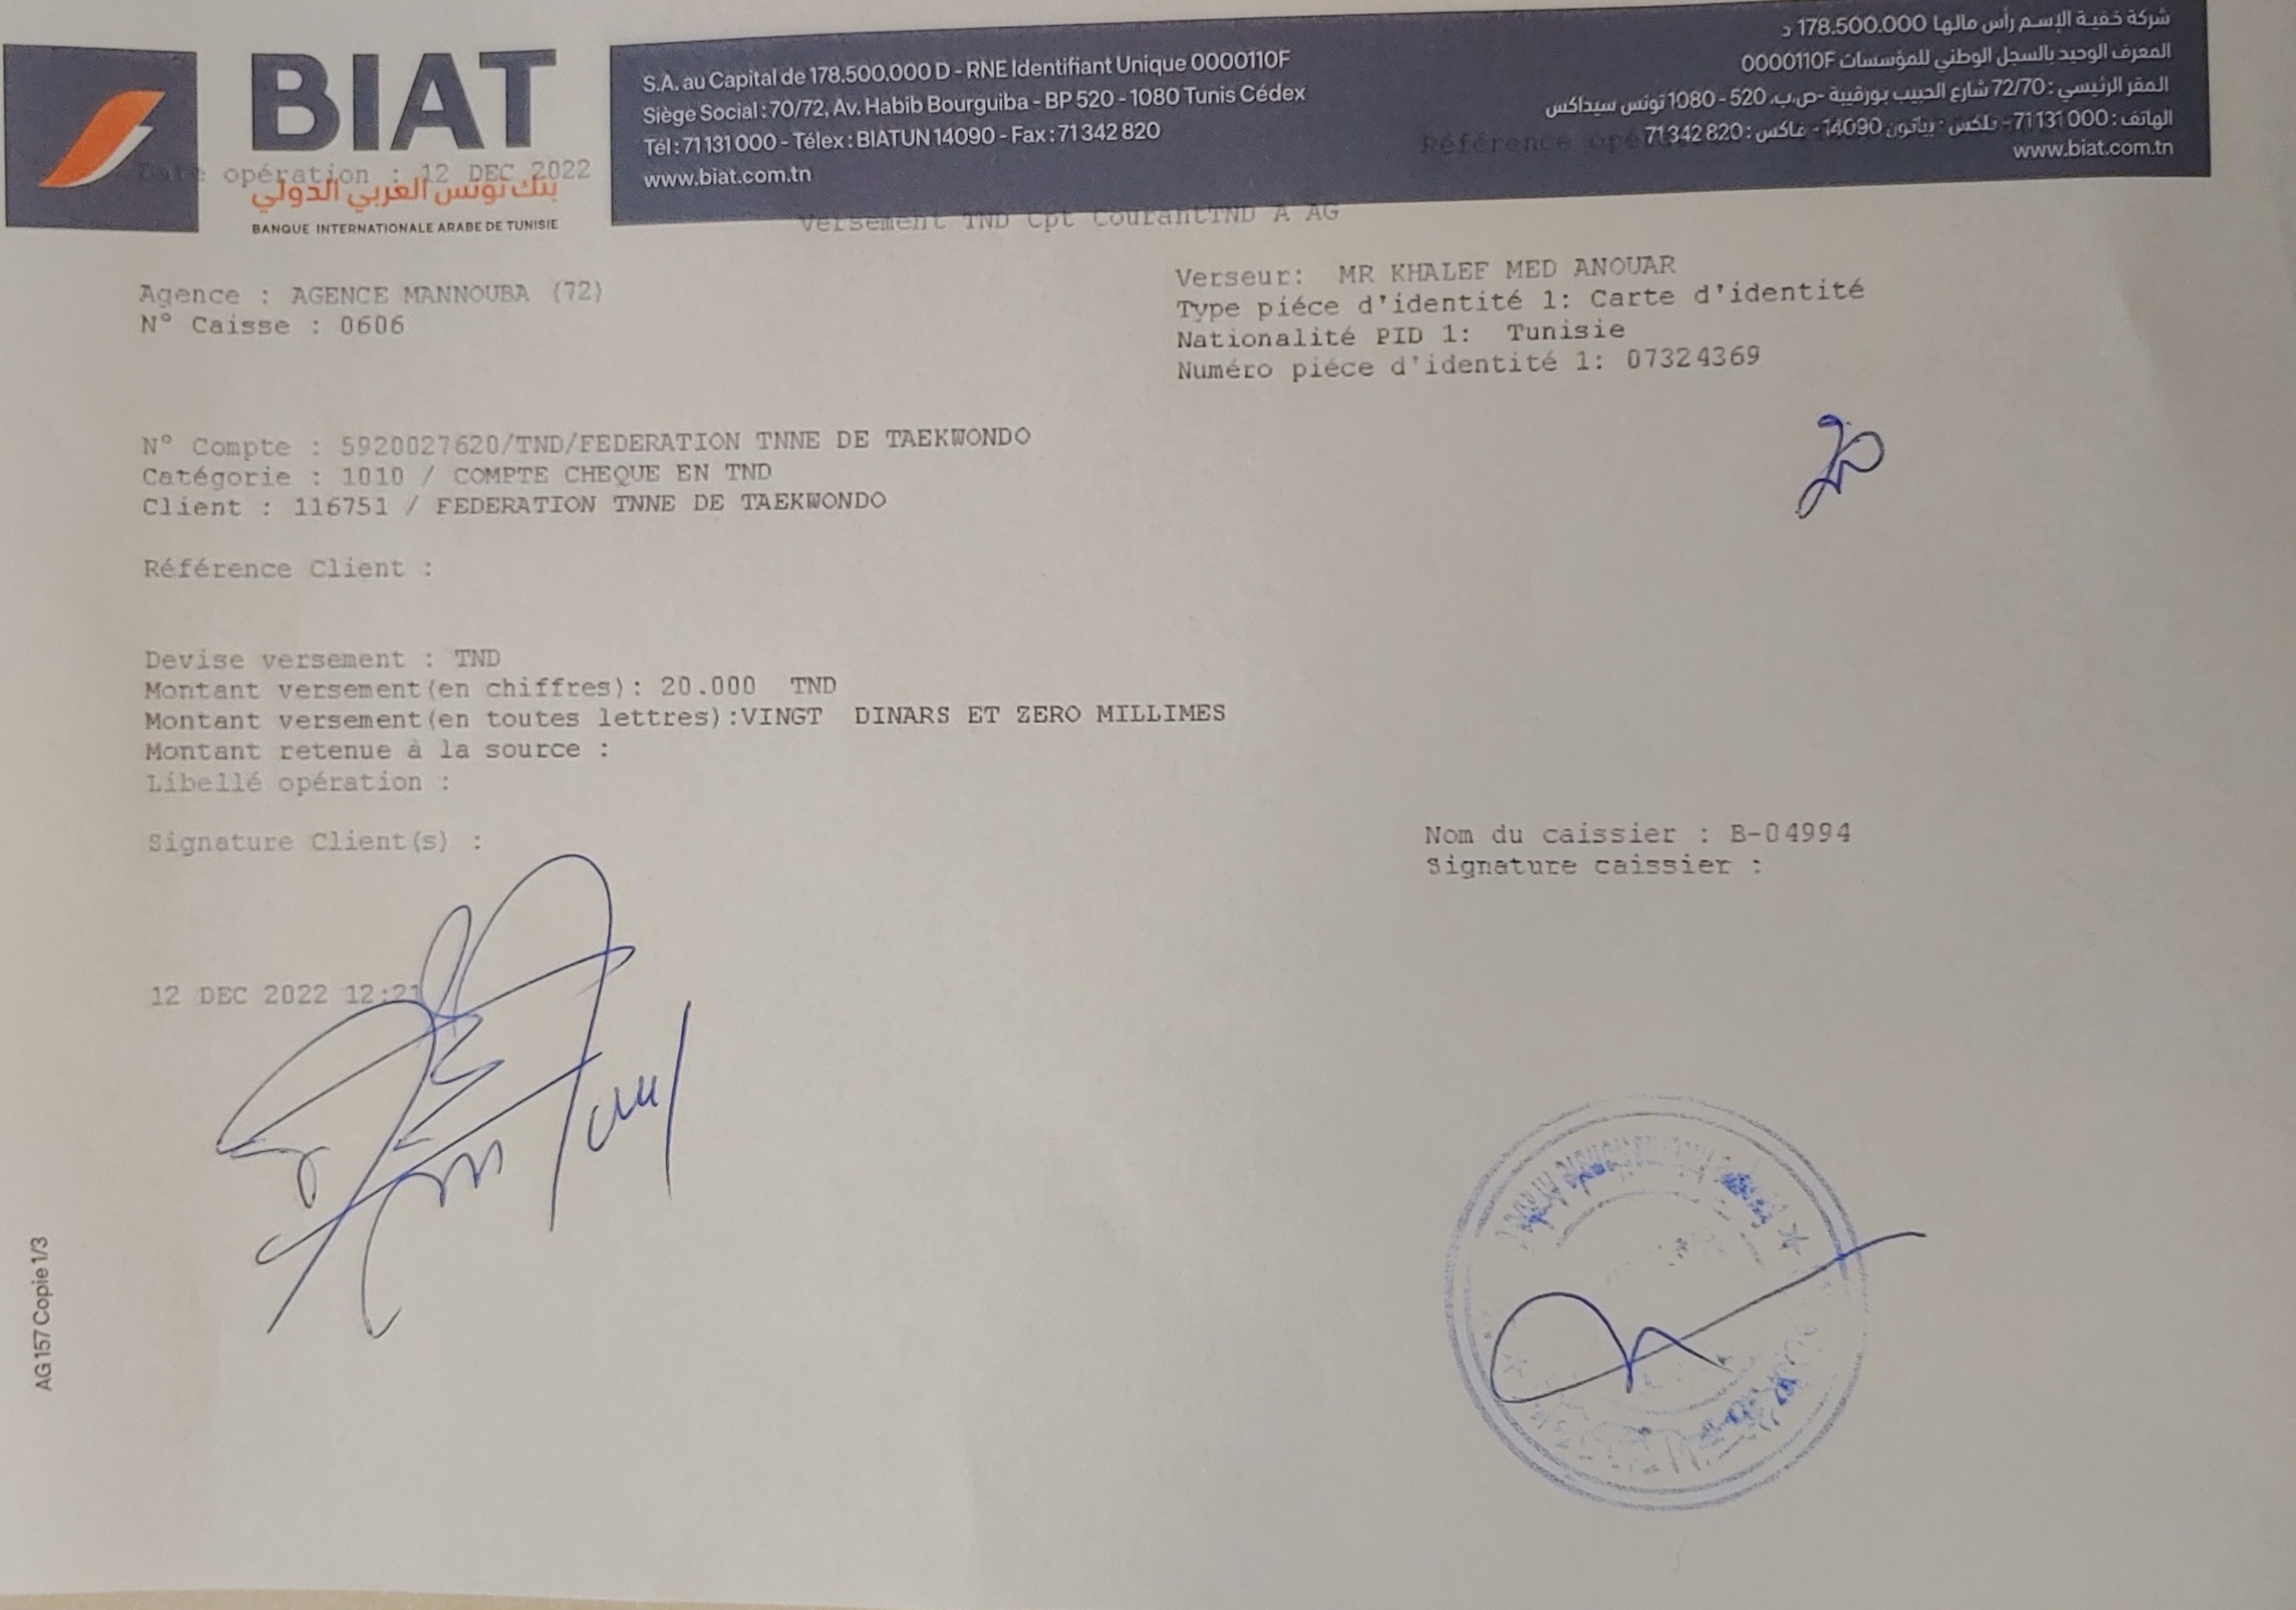 BIAT
بنك تونس العربي الدولي
BANQUE INTERNATIONALE ARABE DE TUNISIE
S.A. au Capital de 178.500.000 D - RNE Identifiant Unique 0000110F
Siège Social : 70/72, Av. Habib Bourguiba - BP 520 - 1080 Tunis Cédex
Tél : 71 131 000 - Télex : BIATUN 14090 - Fax : 71 342 820
www.biat.com.tn
شركة خفية الإسم رأس مالها 178.500.000 د
المعرف الوحيد بالسجل الوطني للمؤسسات 0000110F
المقر الرئيسي : 72/70 شارع الحبيب بورقيبة -ص.ب. 520 - 1080 تونس سيداكس
الهاتف : 71131 000 - تلكس : بياتون 14090 - فاكس : 71 342 820
www.biat.com.tn
Date opération : 12 DEC 2022
Référence
Versement TND Cpt CourantTND A AG
Agence : AGENCE MANNOUBA (72)
N° Caisse : 0606
Verseur: MR KHALEF MED ANOUAR
Type piéce d'identité 1: Carte d'identité
Nationalité PID 1: Tunisie
Numéro piéce d'identité 1: 07324369
N° Compte : 5920027620/TND/FEDERATION TNNE DE TAEKWONDO
Catégorie : 1010 / COMPTE CHEQUE EN TND
Client : 116751 / FEDERATION TNNE DE TAEKWONDO
Référence Client :
Devise versement : TND
Montant versement(en chiffres): 20.000 TND
Montant versement(en toutes lettres):VINGT DINARS ET ZERO MILLIMES
Montant retenue à la source :
Libellé opération :
Signature Client(s) :
Nom du caissier : B-04994
Signature caissier :
12 DEC 2022 12:21
AG 157 Copie 1/3